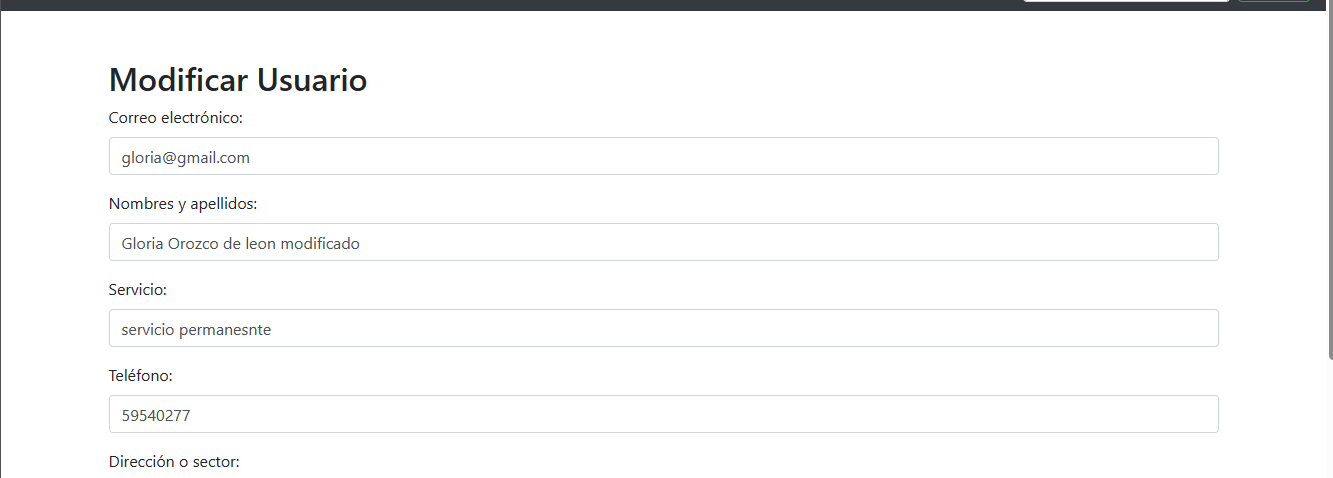 Modificar Usuario
Correo electrónico:
gloria@gmail.com
Nombres y apellidos:
Gloria Orozco de leon modificado
Servicio:
servicio permanesnte
Teléfono:
59540277
Dirección o sector: